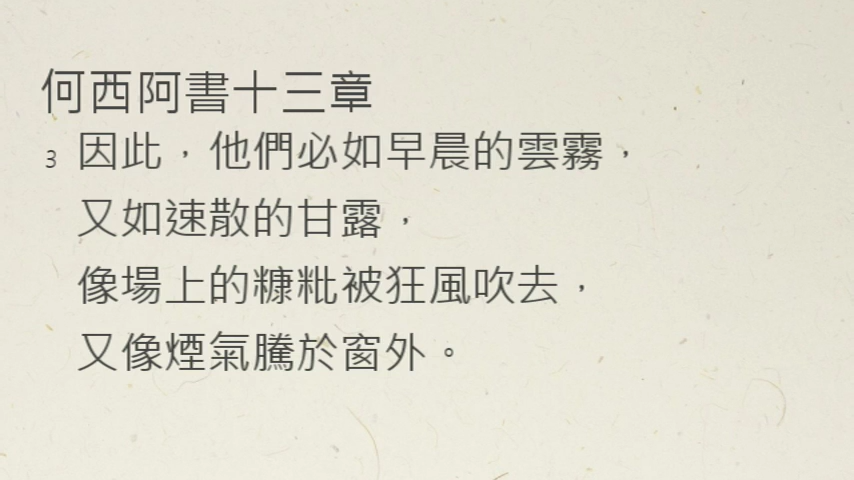 何西阿書十三章
3 因此，他們必如早晨的雲霧，
又如速散的甘露，
像場上的糠粃被狂風吹去，
又像煙氣騰於窗外。